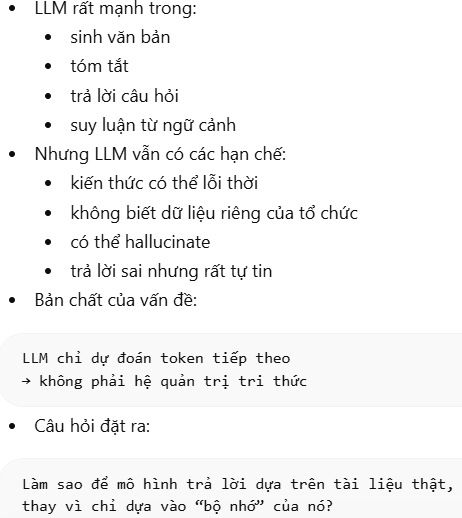 • LLM rất mạnh trong:
• sinh văn bản
• tóm tắt
• trả lời câu hỏi
• suy luận từ ngữ cảnh
• Nhưng LLM vẫn có các hạn chế:
• kiến thức có thể lỗi thời
• không biết dữ liệu riêng của tổ chức
• có thể hallucinate
• trả lời sai nhưng rất tự tin
• Bản chất của vấn đề:
LLM chỉ dự đoán token tiếp theo
→ không phải hệ quản trị tri thức
• Câu hỏi đặt ra:
Làm sao để mô hình trả lời dựa trên tài liệu thật,
thay vì chỉ dựa vào “bộ nhớ” của nó?